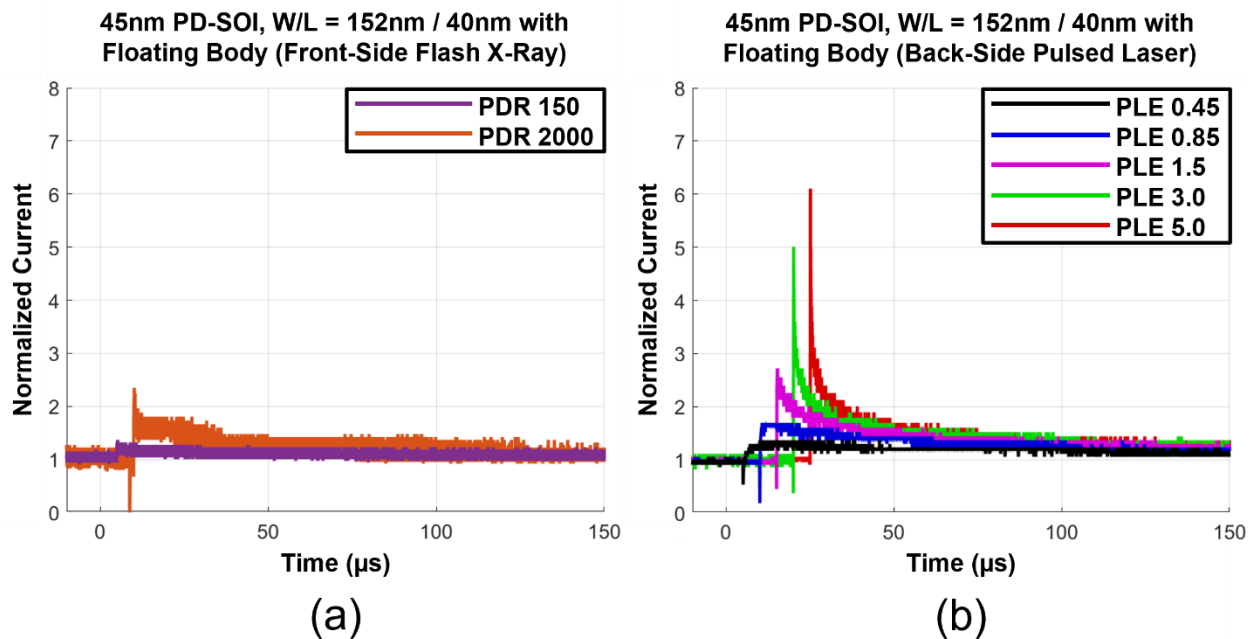 45nm PD-SOI, W/L = 152nm / 40nm with
Floating Body (Front-Side Flash X-Ray)
8
7
6
5
4
3
2
1
0
Normalized Current
PDR 150
PDR 2000
0
50
100
150
Time (µs)
(a)
45nm PD-SOI, W/L = 152nm / 40nm with
Floating Body (Back-Side Pulsed Laser)
8
7
6
5
4
3
2
1
0
Normalized Current
PLE 0.45
PLE 0.85
PLE 1.5
PLE 3.0
PLE 5.0
0
50
100
150
Time (µs)
(b)